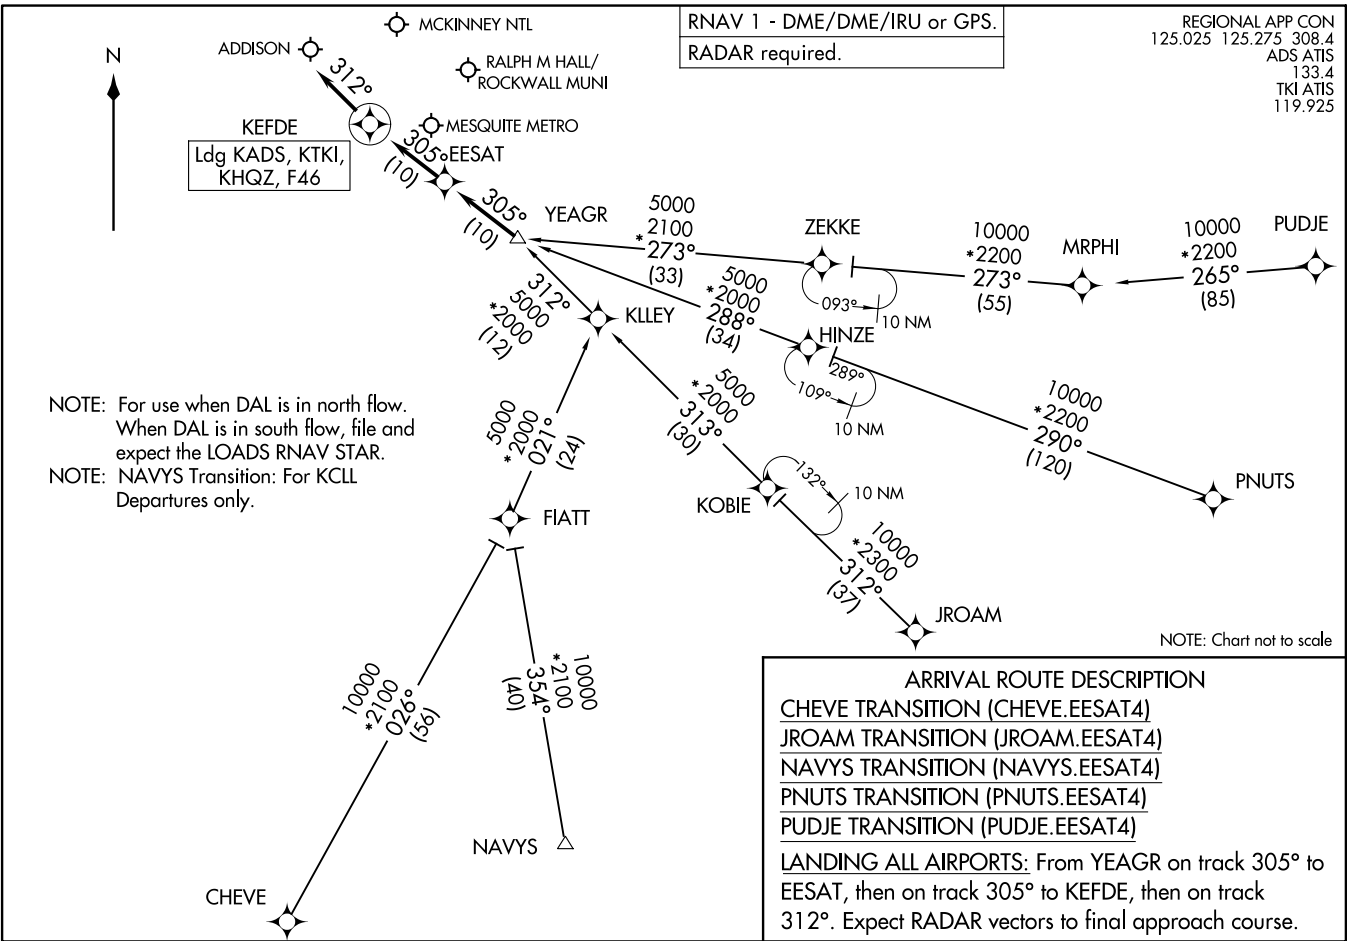 RNAV 1 - DME/DME/IRU or GPS.
RADAR required.
REGIONAL APP CON
125.025 125.275 308.4
ADS ATIS
133.4
TKI ATIS
119.925
N
MCKINNEY NTL
ADDISON
RALPH M HALL/
ROCKWALL MUNI
312°
KEFDE
Ldg KADS, KTKI,
KHQZ, F46
MESQUITE METRO
305°
(10)
EESAT
305°
(10)
YEAGR
5000
*2100
273°
(33)
ZEKKE
093°
10 NM
10000
*2200
273°
(55)
MRPHI
10000
*2200
265°
(85)
PUDJE
5000
*2000
288°
(34)
HINZE
289°
109°
10 NM
10000
*2200
290°
(120)
PNUTS
312°
5000
*2000
(12)
KLLEY
5000
*2000
313°
(30)
KOBIE
132°
10 NM
10000
*2300
312°
(37)
JROAM
5000
*2000
021°
(24)
FIATT
NOTE: For use when DAL is in north flow.
When DAL is in south flow, file and
expect the LOADS RNAV STAR.
NOTE: NAVYS Transition: For KCLL
Departures only.
10000
*2100
026°
(56)
CHEVE
10000
*2100
354°
(40)
NAVYS
NOTE: Chart not to scale
ARRIVAL ROUTE DESCRIPTION
CHEVE TRANSITION (CHEVE.EESAT4)
JROAM TRANSITION (JROAM.EESAT4)
NAVYS TRANSITION (NAVYS.EESAT4)
PNUTS TRANSITION (PNUTS.EESAT4)
PUDJE TRANSITION (PUDJE.EESAT4)
LANDING ALL AIRPORTS: From YEAGR on track 305° to
EESAT, then on track 305° to KEFDE, then on track
312°. Expect RADAR vectors to final approach course.